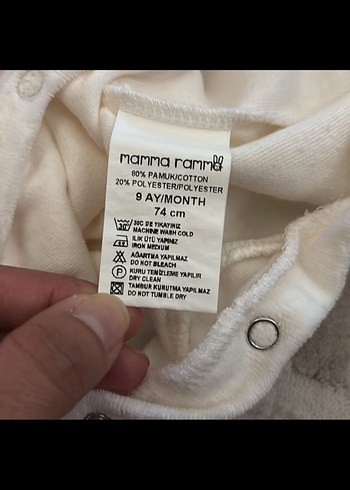 mamma ramma
80% PAMUK/COTTON
20% POLYESTER/POLYESTER
9 AY/MONTH
74 cm
30C DE YIKAYINIZ
MACHINE WASH COLD
ILIK ÜTÜ YAPINIZ
IRON MEDIUM
AĞARTMA YAPILMAZ
DO NOT BLEACH
KURU TEMİZLEME YAPILIR
DRY CLEAN
TAMBUR KURUTMA YAPILMAZ
DO NOT TUMBLE DRY